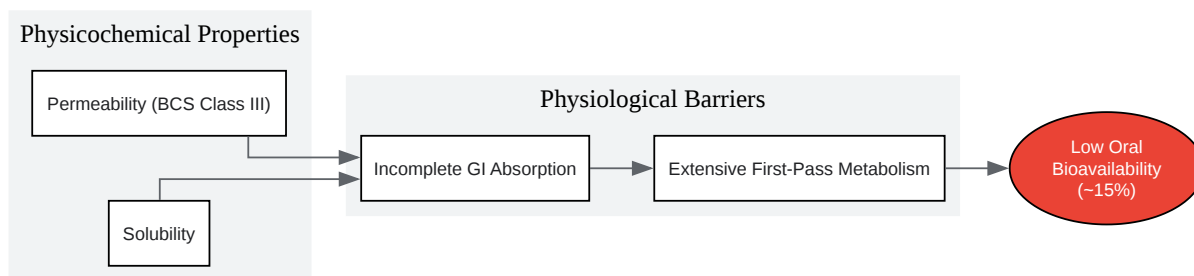 Physicochemical Properties
Permeability (BCS Class III)
Solubility
Physiological Barriers
Incomplete GI Absorption
Extensive First-Pass Metabolism
Low Oral
Bioavailability
(~15%)